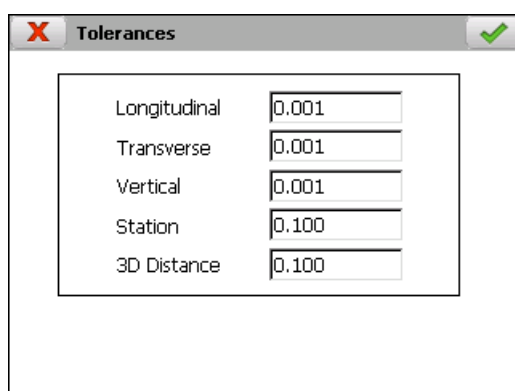 Tolerances
Longitudinal 0.001
Transverse 0.001
Vertical 0.001
Station 0.100
3D Distance 0.100